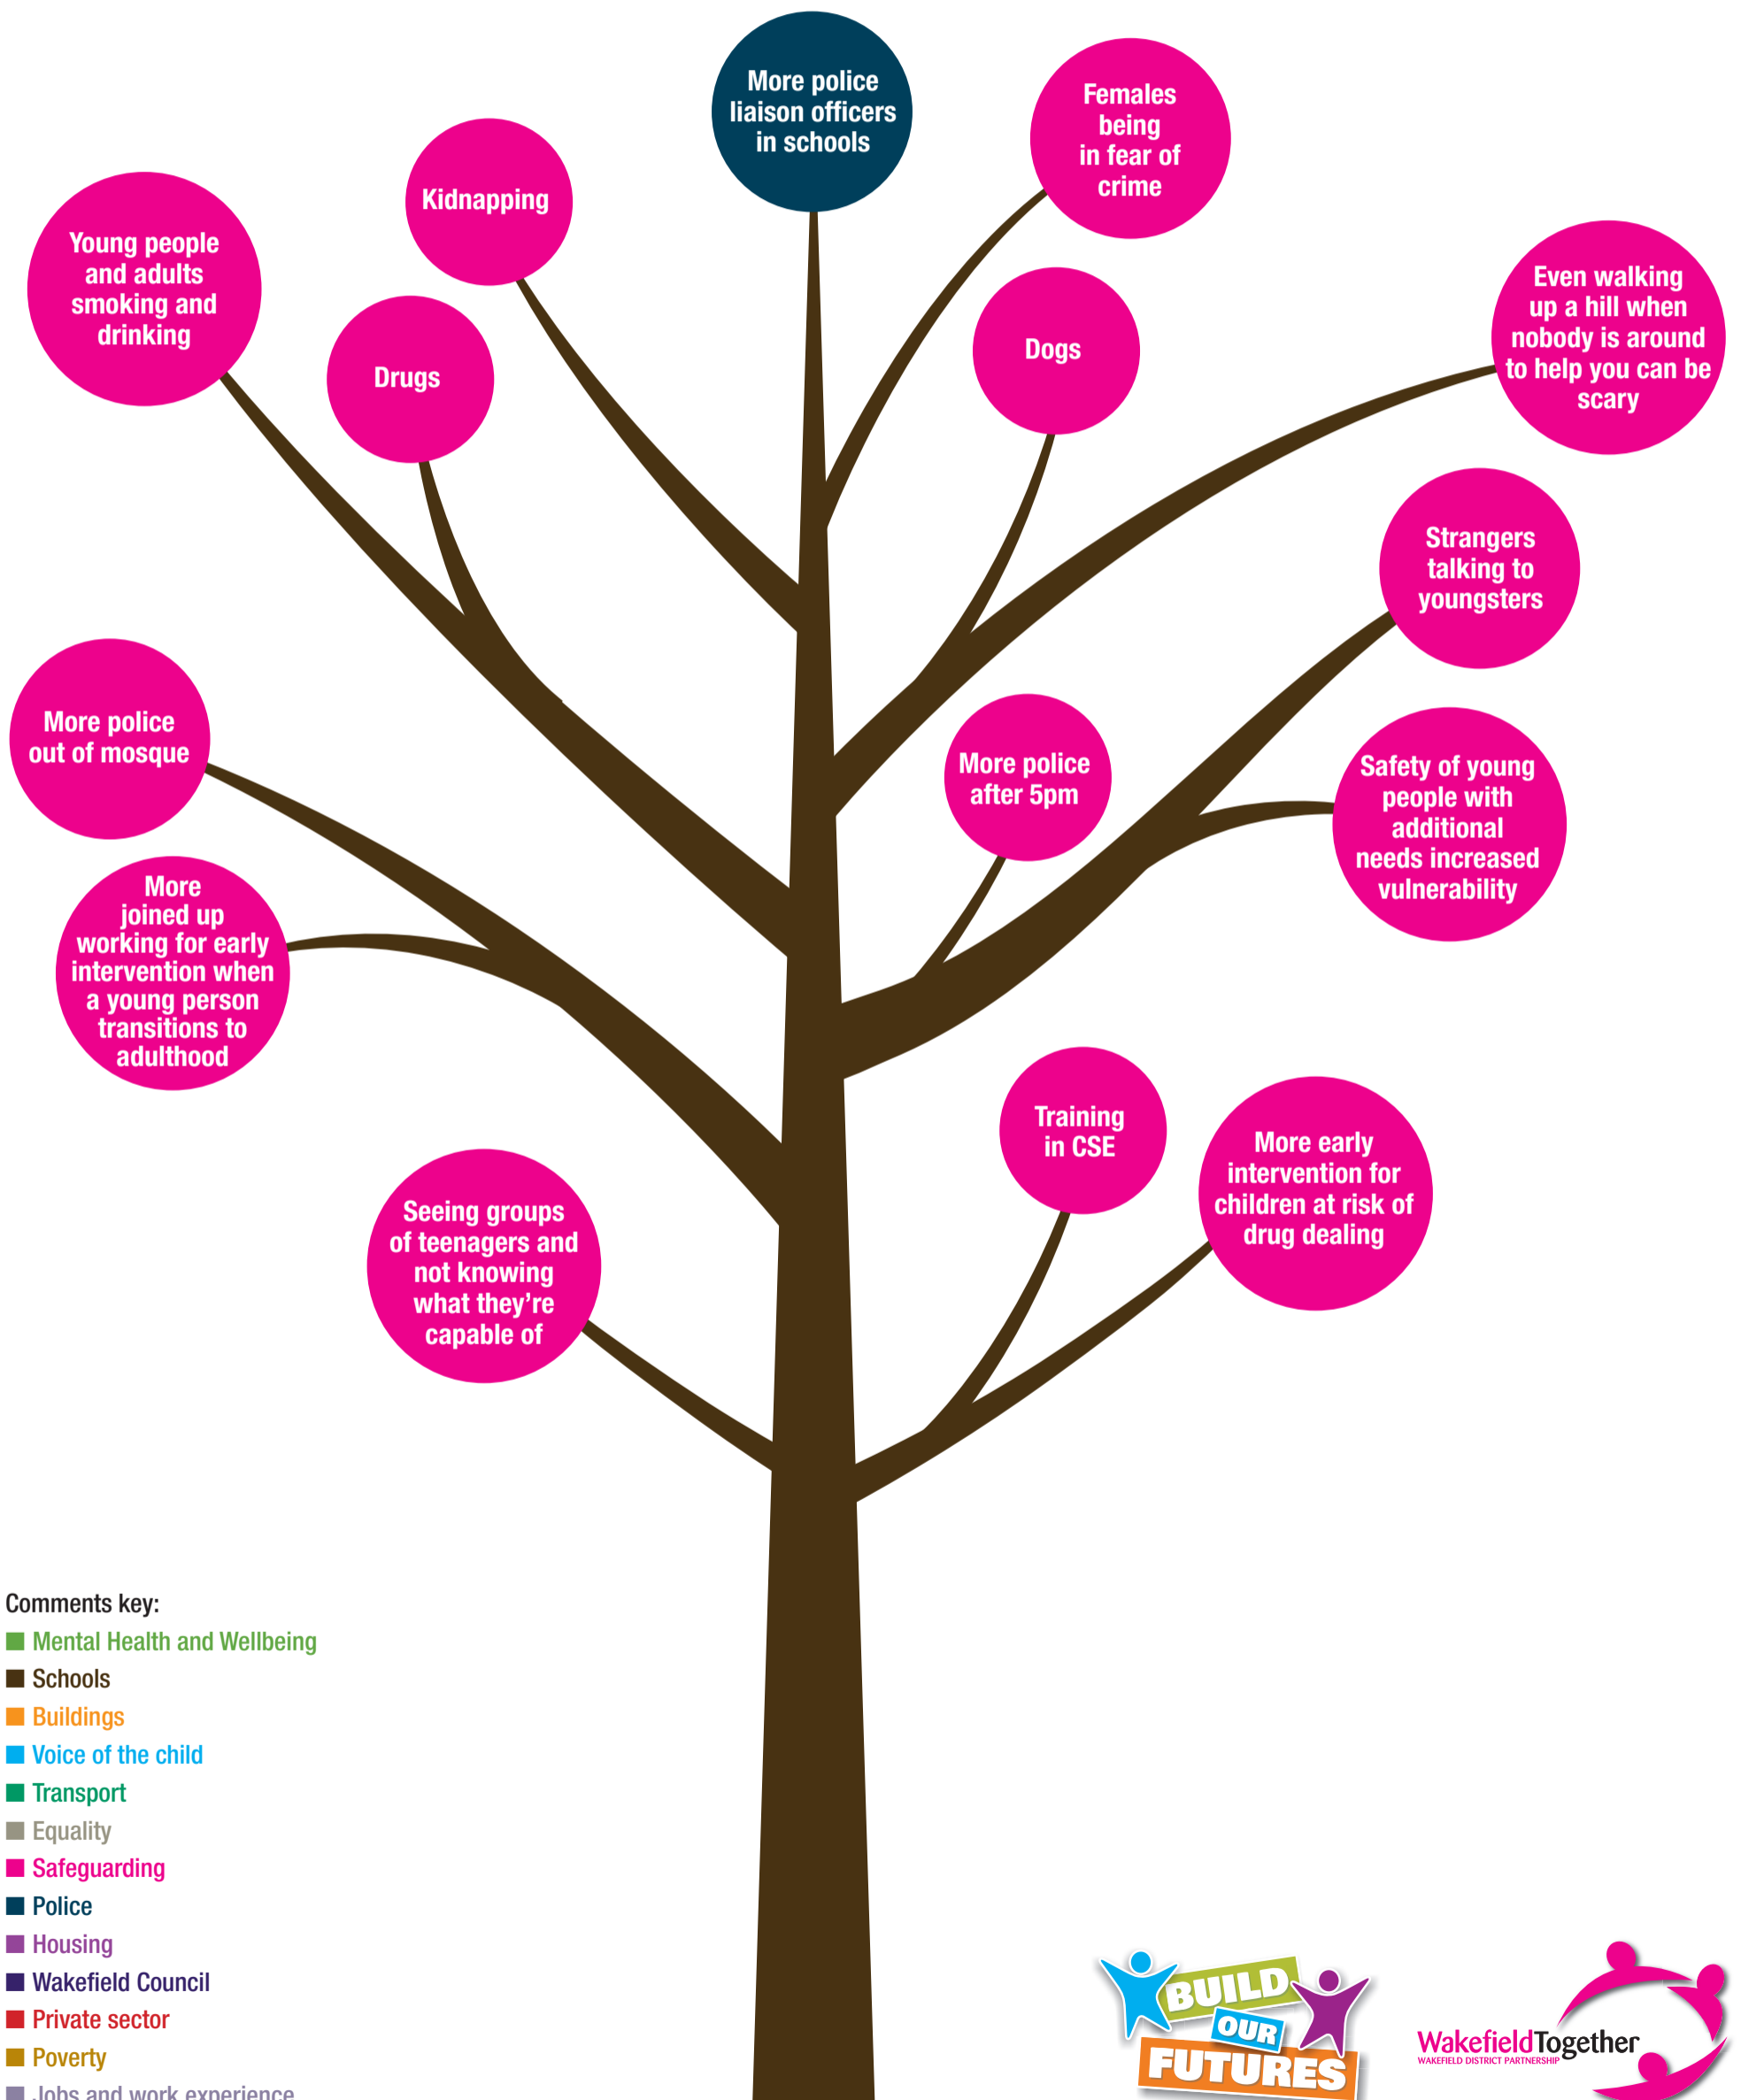 More police
liaison officers
in schools
Females
being
in fear of
crime
Kidnapping
Young people
and adults
smoking and
drinking
Even walking
up a hill when
nobody is around
to help you can be
scary
Drugs
Dogs
Strangers
talking to
youngsters
More police
out of mosque
More police
after 5pm
Safety of young
people with
additional
needs increased
vulnerability
More
joined up
working for early
intervention when
a young person
transitions to
adulthood
Training
in CSE
More early
intervention for
children at risk of
drug dealing
Seeing groups
of teenagers and
not knowing
what they're
capable of
Comments key:
Mental Health and Wellbeing
Schools
Buildings
Voice of the child
Transport
Equality
Safeguarding
Police
Housing
Wakefield Council
Private sector
Poverty
Jobs and work experience
BUILD
OUR
FUTURES
WakefieldTogether
WAKEFIELD DISTRICT PARTNERSHIP